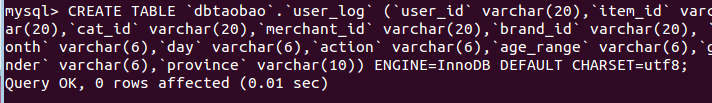 mysql> CREATE TABLE `dbtaobao`.`user_log` (`user_id` varchar(20),`item_id` varc
ar(20),`cat_id` varchar(20),`merchant_id` varchar(20),`brand_id` varchar(20), `
onth` varchar(6),`day` varchar(6),`action` varchar(6),`age_range` varchar(6),`g
nder` varchar(6),`province` varchar(10)) ENGINE=InnoDB DEFAULT CHARSET=utf8;
Query OK, 0 rows affected (0.01 sec)